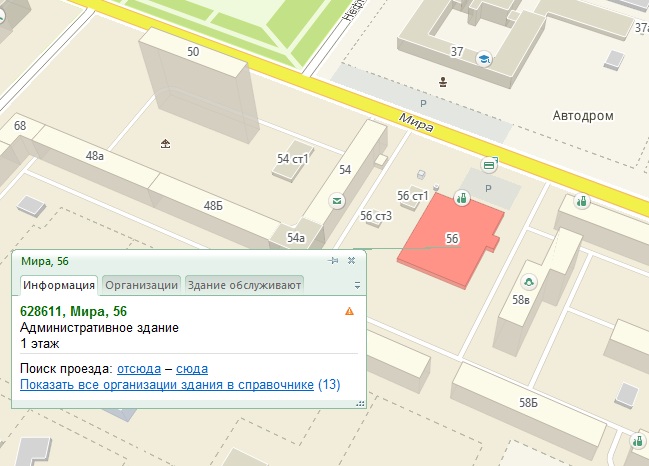 Неф
37а
37
50
P
Мира
Автодром
68
48а
54 ст1
54
P
48Б
56 ст1
56 ст3
54а
56
Мира, 56
Информация Организации Здание обслуживают
628611, Мира, 56
Административное здание
1 этаж
Поиск проезда: отсюда – сюда
Показать все организации здания в справочнике (13)
58в
58Б